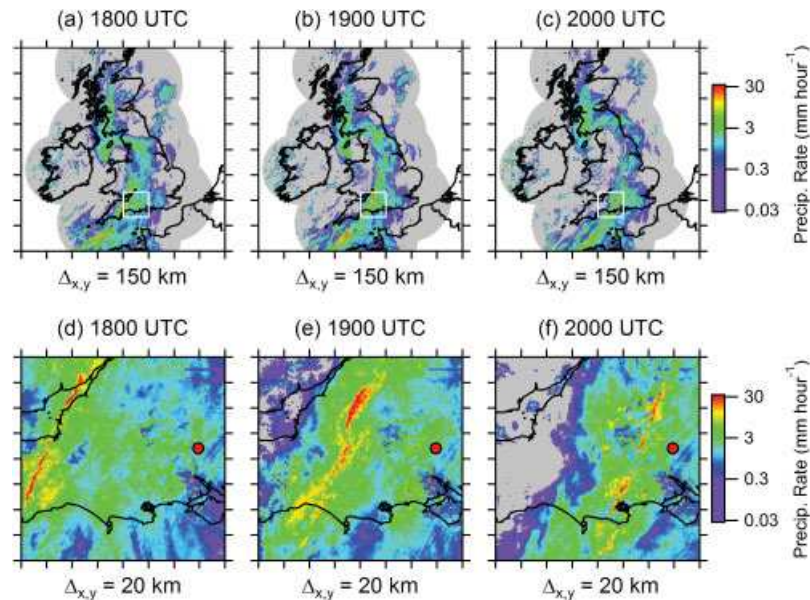 (a) 1800 UTC
(b) 1900 UTC
(c) 2000 UTC
30
3
0.3
0.03
Precip. Rate (mm hour⁻¹)
Δx,y = 150 km
Δx,y = 150 km
Δx,y = 150 km
(d) 1800 UTC
(e) 1900 UTC
(f) 2000 UTC
30
3
0.3
0.03
Precip. Rate (mm hour⁻¹)
Δx,y = 20 km
Δx,y = 20 km
Δx,y = 20 km